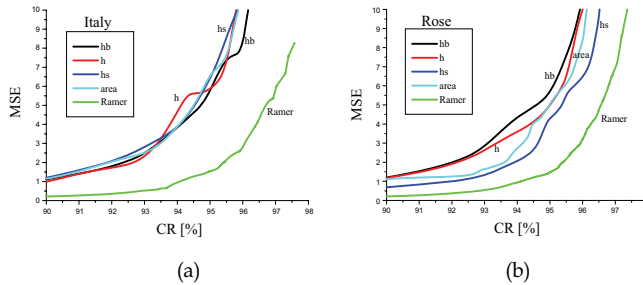 Italy
hb
h
hs
area
Ramer
hs
hb
h
Ramer
MSE
10
9
8
7
6
5
4
3
2
1
0
90 91 92 93 94 95 96 97 98
CR [%]
(a)
Rose
hb
h
hs
area
Ramer
hs
area
hb
h
Ramer
MSE
10
9
8
7
6
5
4
3
2
1
0
90 91 92 93 94 95 96 97
CR [%]
(b)